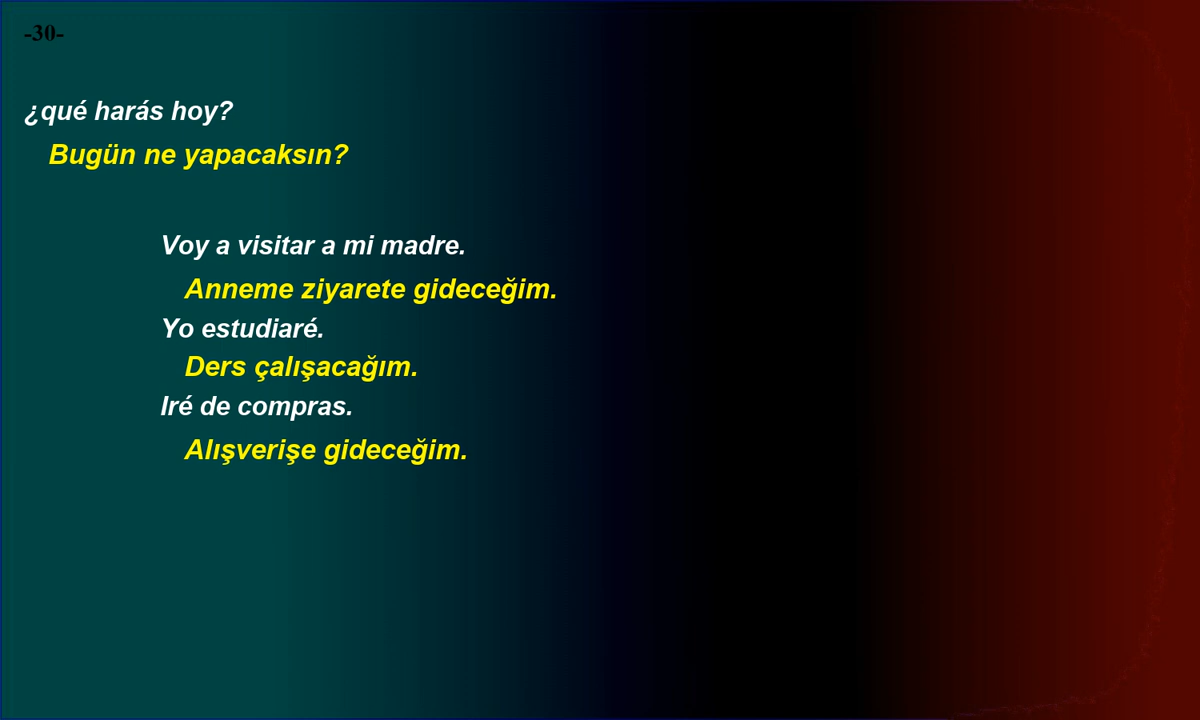 -30-
¿qué harás hoy?
Bugün ne yapacaksın?
Voy a visitar a mi madre.
Anneme ziyarete gideceğim.
Yo estudiaré.
Ders çalışacağım.
Iré de compras.
Alışverişe gideceğim.